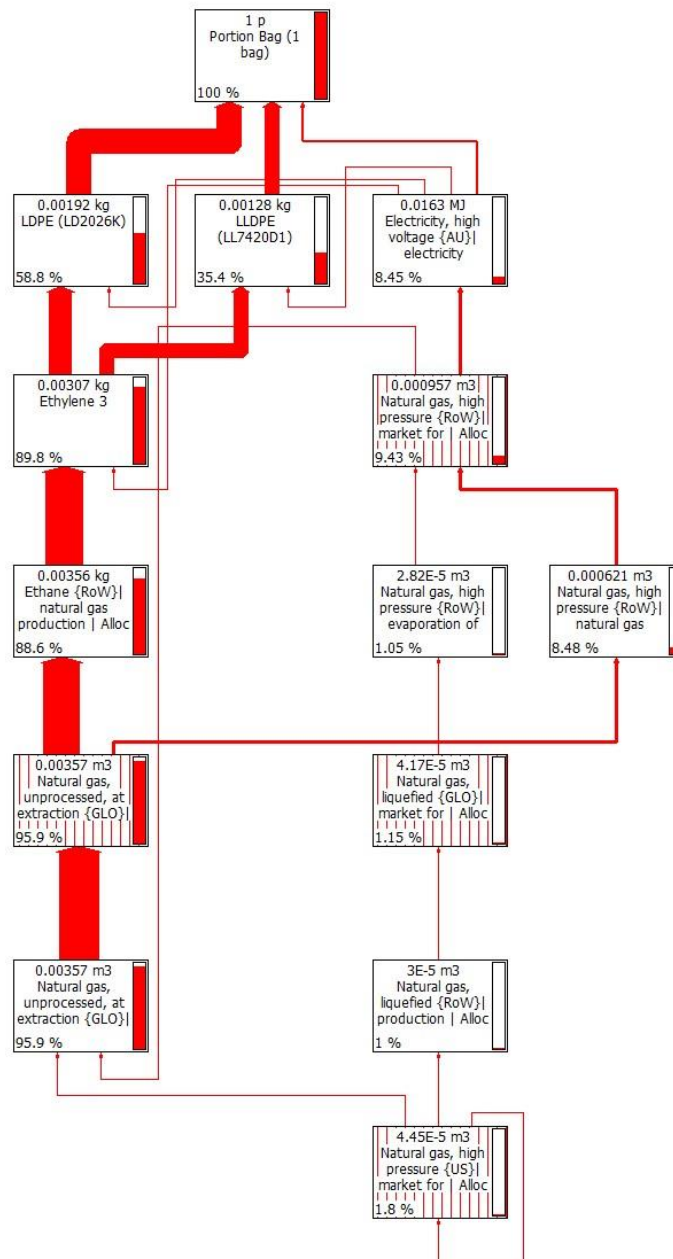 1 p
Portion Bag (1
bag)
100 %
0.00192 kg
LDPE (LD2026K)
58.8 %
0.00128 kg
LLDPE
(LL7420D1)
35.4 %
0.0163 MJ
Electricity, high
voltage {AU}|
electricity
8.45 %
0.00307 kg
Ethylene 3
89.8 %
0.000957 m3
Natural gas, high
pressure {RoW}|
market for | Alloc
9.43 %
0.00356 kg
Ethane {RoW}|
natural gas
production | Alloc
88.6 %
2.82E-5 m3
Natural gas, high
pressure {RoW}|
evaporation of
1.05 %
0.000621 m3
Natural gas, high
pressure {RoW}|
natural gas
8.48 %
0.00357 m3
Natural gas,
unprocessed, at
extraction {GLO}|
95.9 %
4.17E-5 m3
Natural gas,
liquefied {GLO}|
market for | Alloc
1.15 %
0.00357 m3
Natural gas,
unprocessed, at
extraction {GLO}|
95.9 %
3E-5 m3
Natural gas,
liquefied {RoW}|
production | Alloc
1 %
4.45E-5 m3
Natural gas, high
pressure {US}|
market for | Alloc
1.8 %